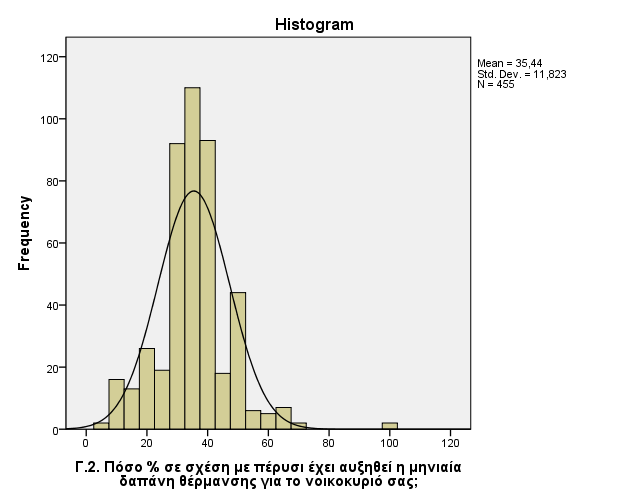 Histogram
Mean = 35,44
Std. Dev. = 11,823
N = 455
Frequency
120
100
80
60
40
20
0
0 20 40 60 80 100 120
Γ.2. Πόσο % σε σχέση με πέρυσι έχει αυξηθεί η μηνιαία
δαπάνη θέρμανσης για το νοικοκυριό σας;